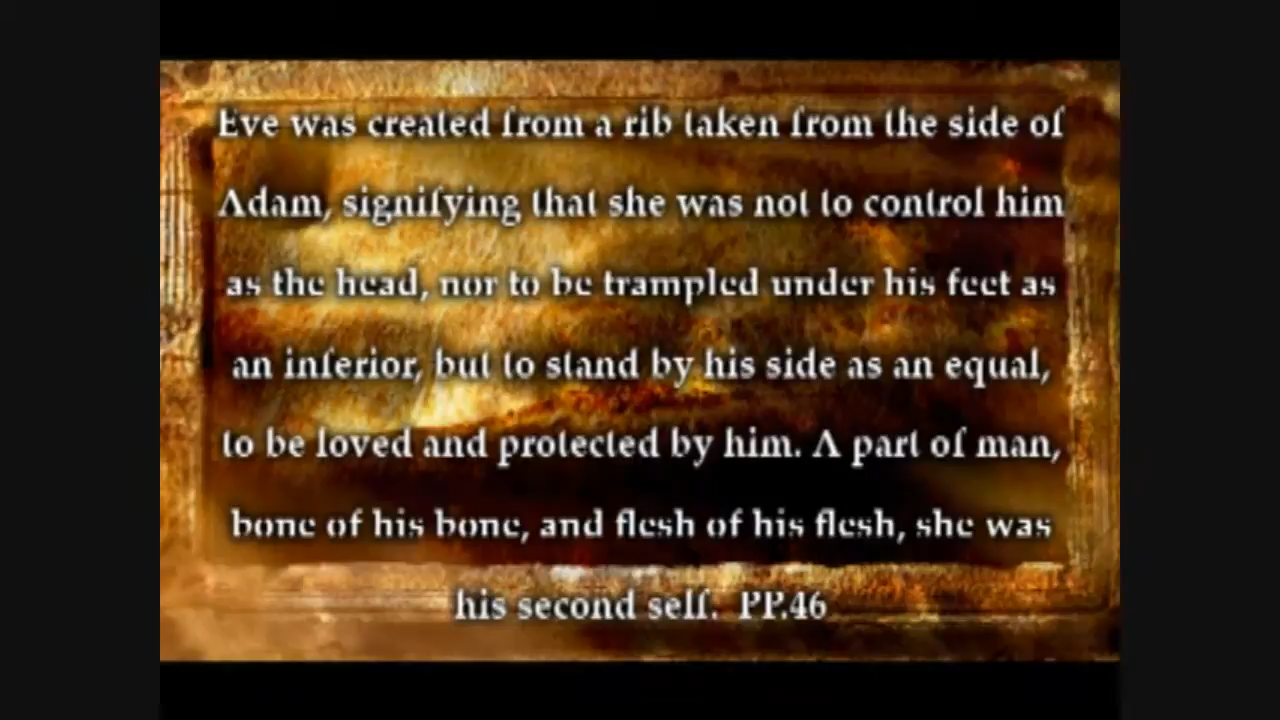 Eve was created from a rib taken from the side of
Adam, signifying that she was not to control him
as the head, nor to be trampled under his feet as
an inferior, but to stand by his side as an equal,
to be loved and protected by him. A part of man,
bone of his bone, and flesh of his flesh, she was
his second self.  PP.46